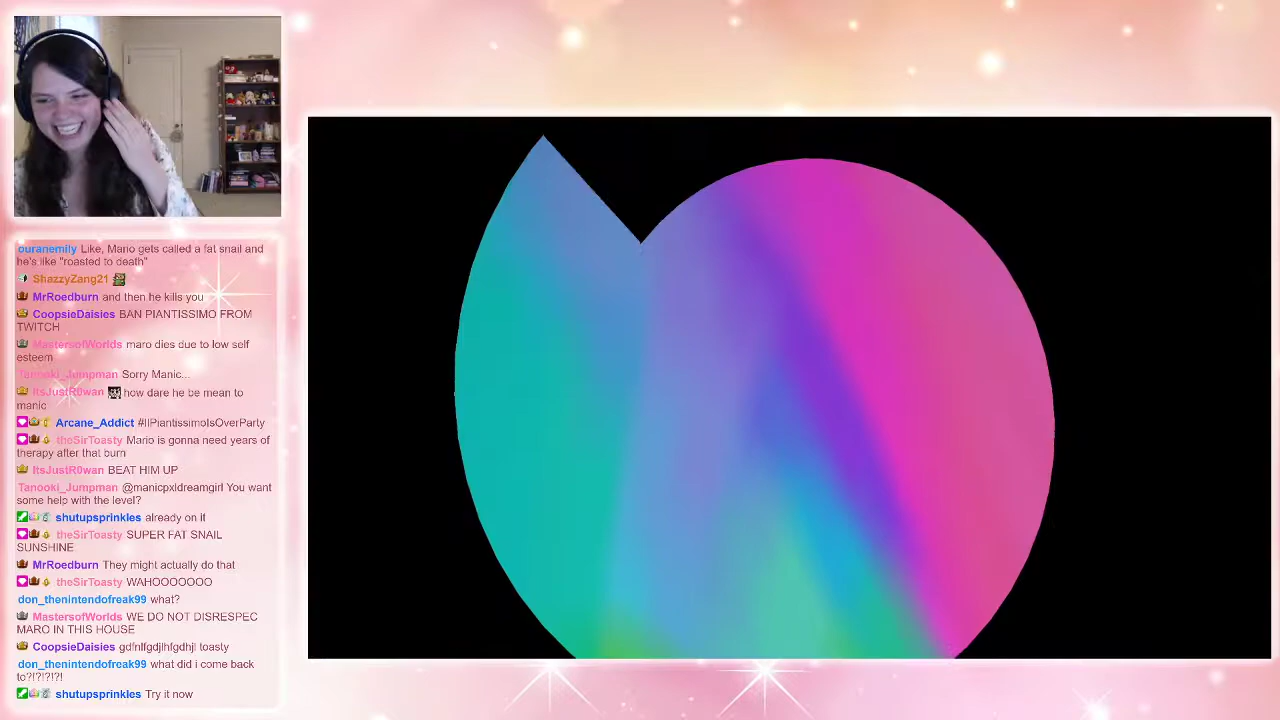 ouranemily Like, Mario gets called a fat snail and
he's like "roasted to death"
ShazzyZang21
MrRoedburn and then he kills you
CoopsieDaisies BAN PIANTISSIMO FROM
TWITCH
MastersofWorlds maro dies due to low self
esteem
Tanooki_Jumpman Sorry Manic...
ItsJustR0wan how dare he be mean to
manic
Arcane_Addict #IlPiantissimoIsOverParty
theSirToasty Mario is gonna need years of
therapy after that burn
ItsJustR0wan BEAT HIM UP
Tanooki_Jumpman @manicpxldreamgirl You want
some help with the level?
shutupsprinkles already on it
theSirToasty SUPER FAT SNAIL
SUNSHINE
MrRoedburn They might actually do that
theSirToasty WAHOOOOOOO
don_thenintendofreak99 what?
MastersofWorlds WE DO NOT DISRESPEC
MARO IN THIS HOUSE
CoopsieDaisies gdfnlfgdjlhfgdhjl toasty
don_thenintendofreak99 what did i come back
to?!?!?!?!
shutupsprinkles Try it now